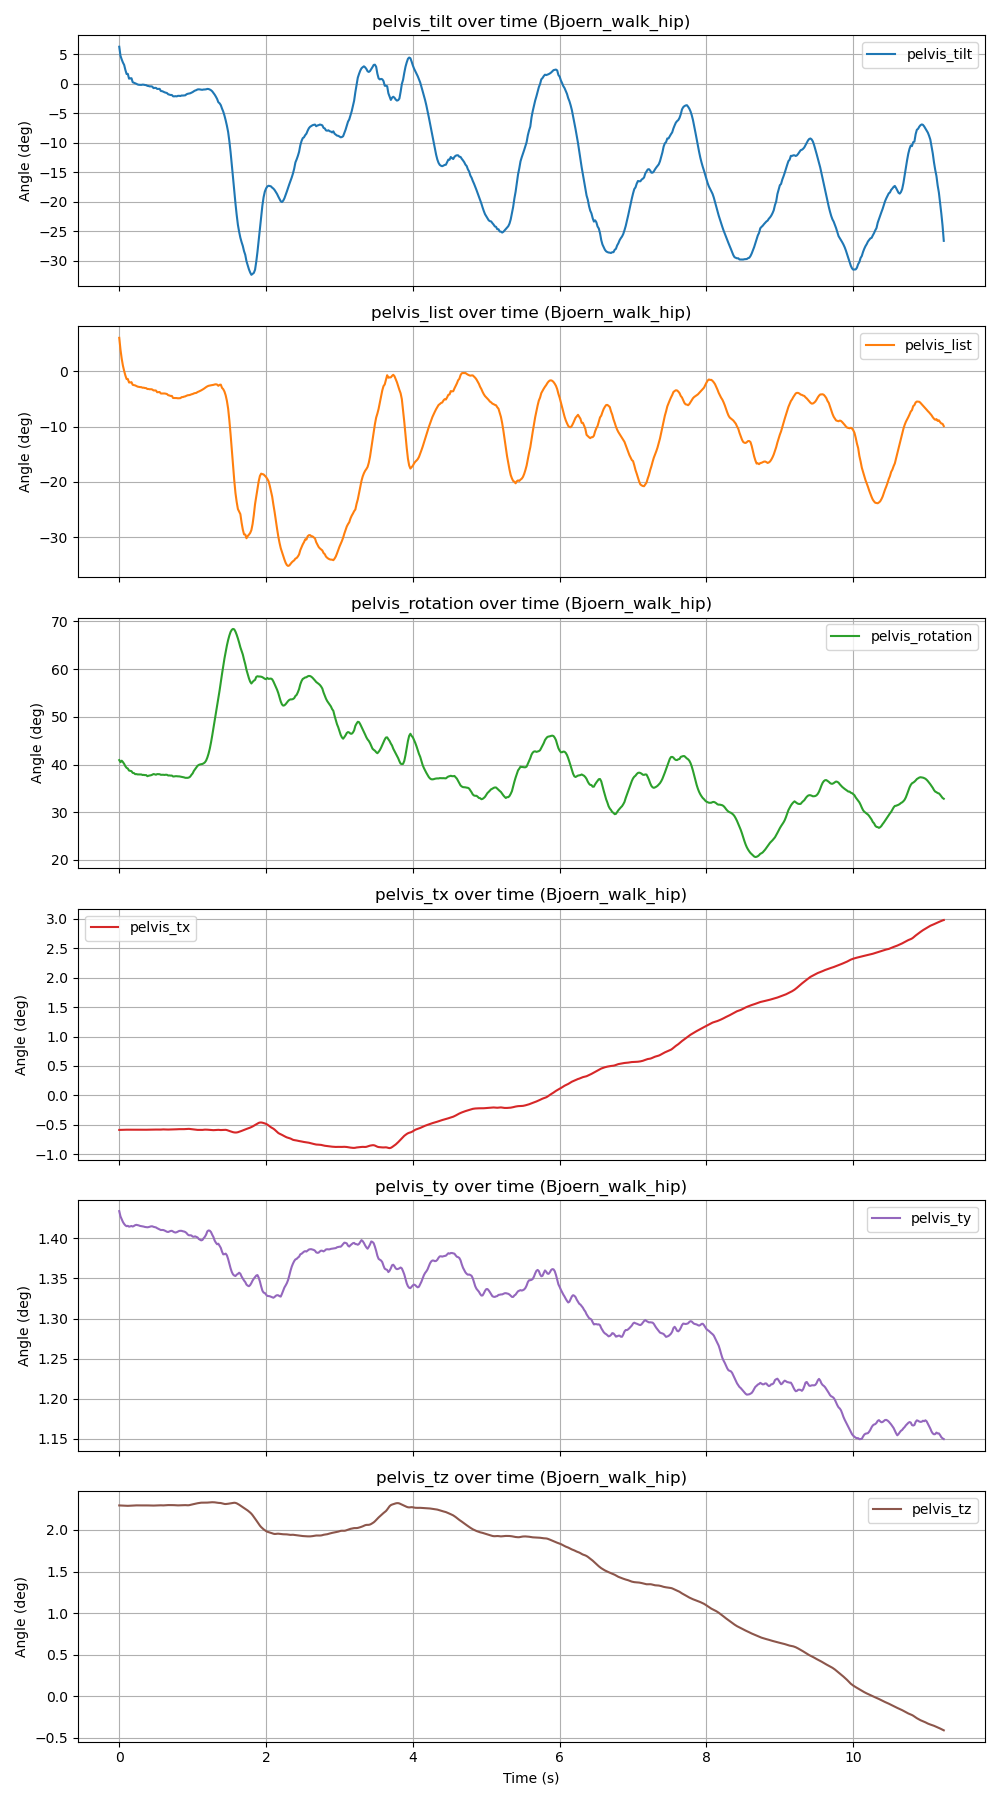 pelvis_tilt over time (Bjoern_walk_hip)
5
0
−5
−10
−15
−20
−25
−30
Angle (deg)
pelvis_tilt
pelvis_list over time (Bjoern_walk_hip)
0
−10
−20
−30
Angle (deg)
pelvis_list
pelvis_rotation over time (Bjoern_walk_hip)
70
60
50
40
30
20
Angle (deg)
pelvis_rotation
pelvis_tx over time (Bjoern_walk_hip)
3.0
2.5
2.0
1.5
1.0
0.5
0.0
−0.5
−1.0
Angle (deg)
pelvis_tx
pelvis_ty over time (Bjoern_walk_hip)
1.40
1.35
1.30
1.25
1.20
1.15
Angle (deg)
pelvis_ty
pelvis_tz over time (Bjoern_walk_hip)
2.0
1.5
1.0
0.5
0.0
−0.5
Angle (deg)
pelvis_tz
0 2 4 6 8 10
Time (s)